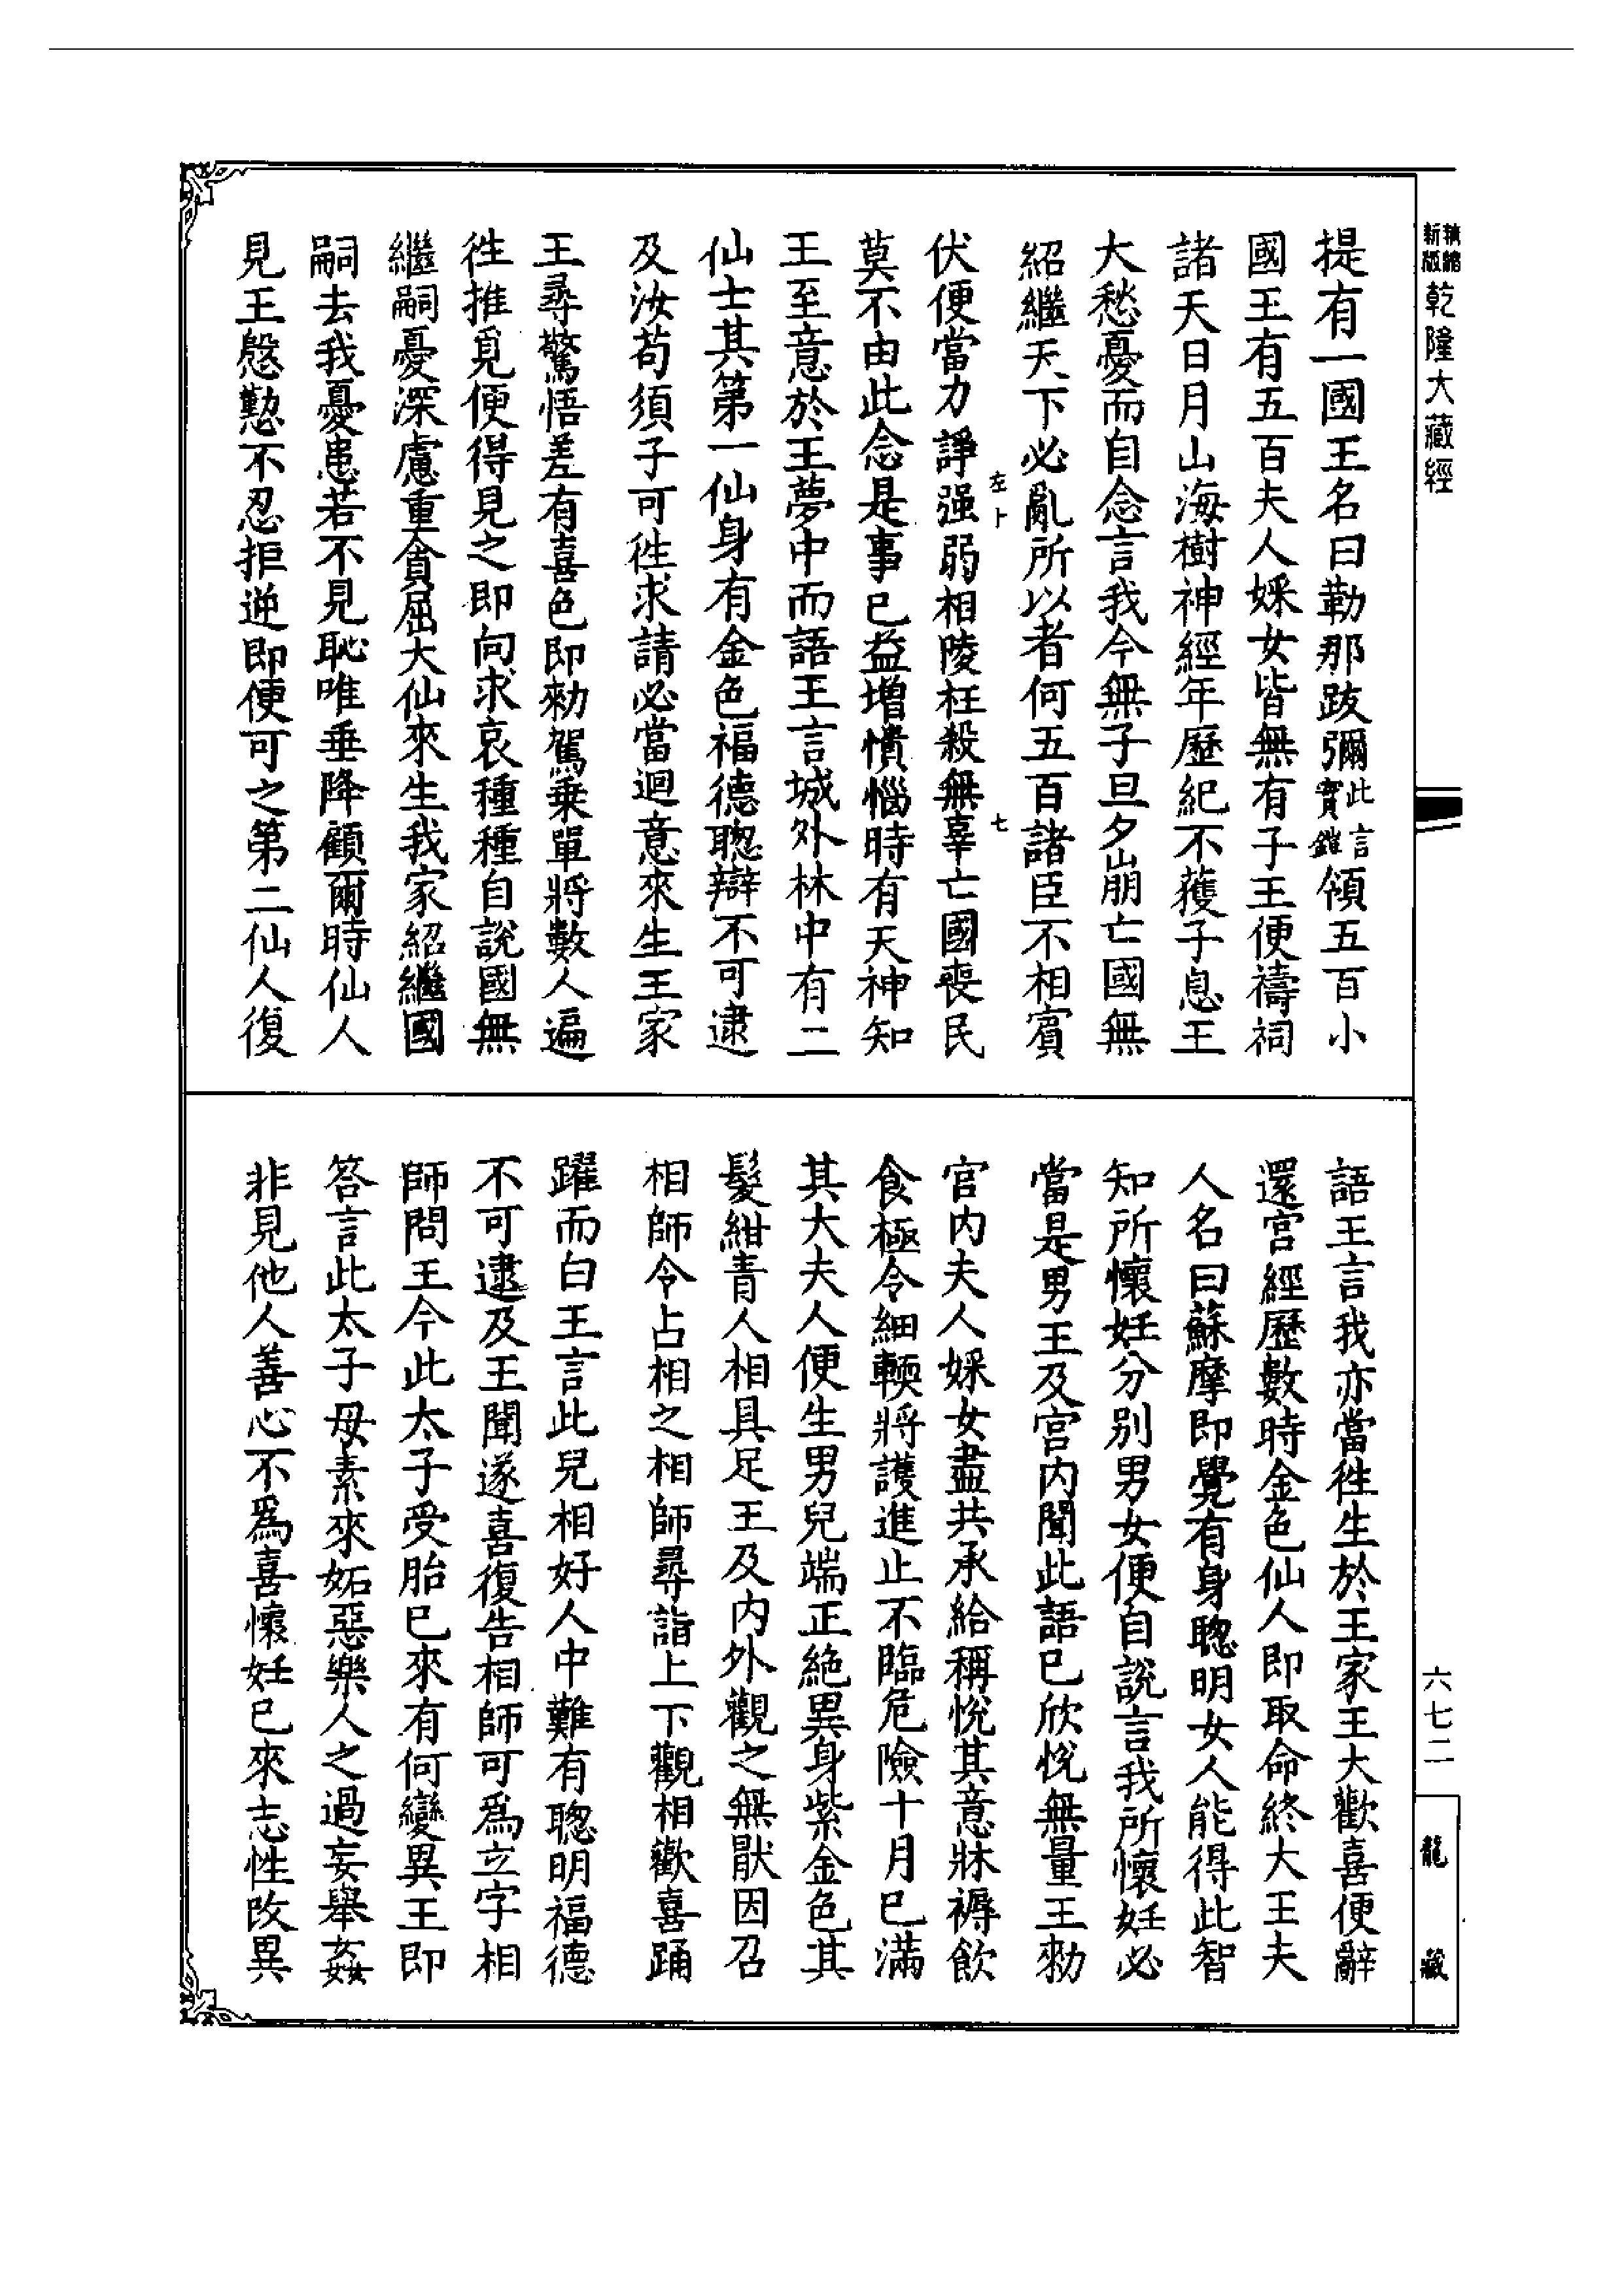 新版精縮乾隆大藏經
提有一國王名曰勒那跋彌此言寶鎧領五百小
國王有五百夫人婇女皆無有子王便禱祠
諸天日月山海樹神經年歷紀不獲子息王
大愁憂而自念言我今無子旦夕崩亡國無
紹繼天下必亂所以者何五百諸臣不相賓
左十 七
伏便當力諍强弱相陵枉殺無辜亡國喪民
莫不由此念是事已益增憒惱時有天神知
王至意於王夢中而語王言城外林中有二
仙士其第一仙身有金色福德聰辯不可逮
及汝苟須子可徃求請必當迴意來生王家
王尋驚悟差有喜色即勑駕乗單將數人遍
徃推覓便得見之即向求哀種種自說國無
繼嗣憂深慮重貪屈大仙來生我家紹繼國
嗣去我憂患若不見恥唯垂降顧爾時仙人
見王慇懃不忍拒逆即便可之第二仙人復
語王言我亦當徃生於王家王大歡喜便辭
還宫經歷數時金色仙人即取命終大王夫
人名曰蘇摩即覺有身聰明女人能得此智
知所懷妊分别男女便自說言我所懷妊必
當是男王及宫内聞此語已欣悅無量王勑
官内夫人婇女盡共承給稱悅其意牀褥飲
食極令細輭將護進止不臨危險十月已滿
其大夫人便生男兒端正絶異身紫金色其
髮紺青人相具足王及内外觀之無猒因召
相師令占相之相師尋詣上下觀相歡喜踊
躍而白王言此兒相好人中難有聰明福德
不可逮及王聞遂喜復告相師可爲立字相
師問王今此太子受胎已來有何變異王即
答言此太子母素來妬惡樂人之過妄舉姦
非見他人善心不爲喜懷妊已來志性改異
六七二
龍藏